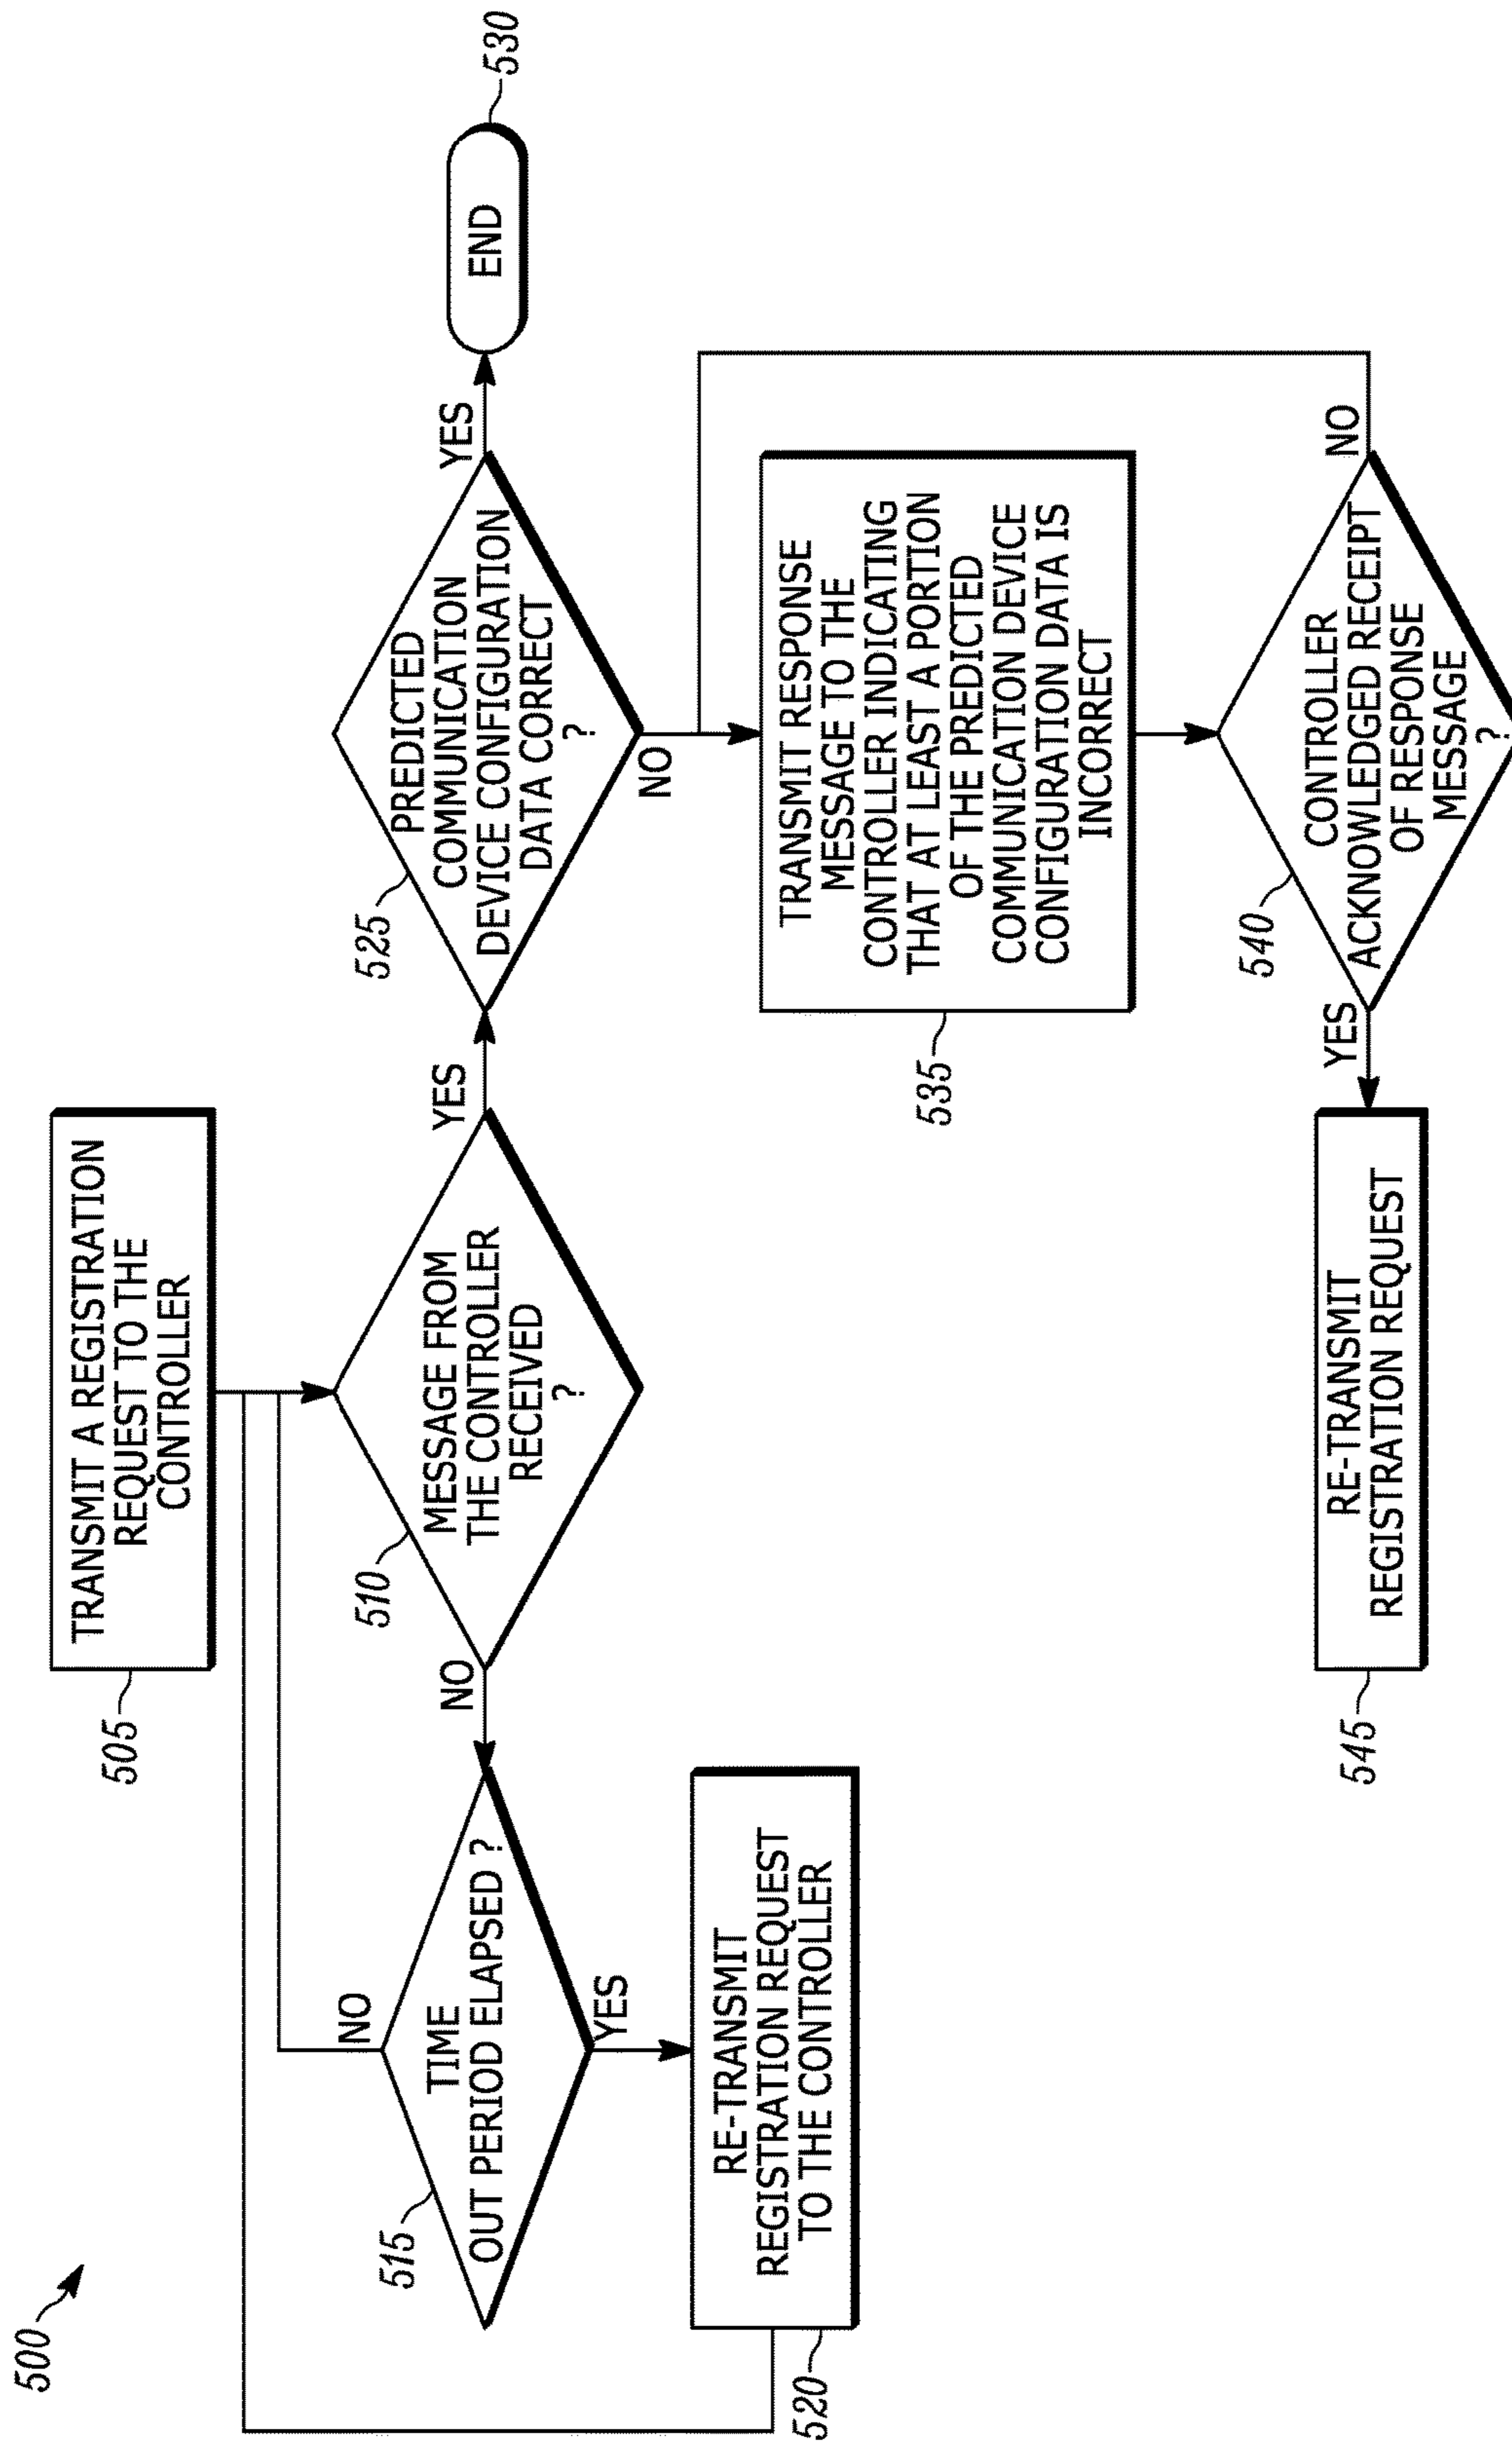 500
TRANSMIT A REGISTRATION
REQUEST TO THE
CONTROLLER
505
MESSAGE FROM
THE CONTROLLER
RECEIVED
?
510
NO
YES
TIME
OUT PERIOD ELAPSED ?
515
NO
YES
RE-TRANSMIT
REGISTRATION REQUEST
TO THE CONTROLLER
520
PREDICTED
COMMUNICATION
DEVICE CONFIGURATION
DATA CORRECT
?
525
YES
END
530
NO
TRANSMIT RESPONSE
MESSAGE TO THE
CONTROLLER INDICATING
THAT AT LEAST A PORTION
OF THE PREDICTED
COMMUNICATION DEVICE
CONFIGURATION DATA IS
INCORRECT
535
CONTROLLER
ACKNOWLEDGED RECEIPT
OF RESPONSE
MESSAGE
?
540
NO
YES
RE-TRANSMIT
REGISTRATION REQUEST
545